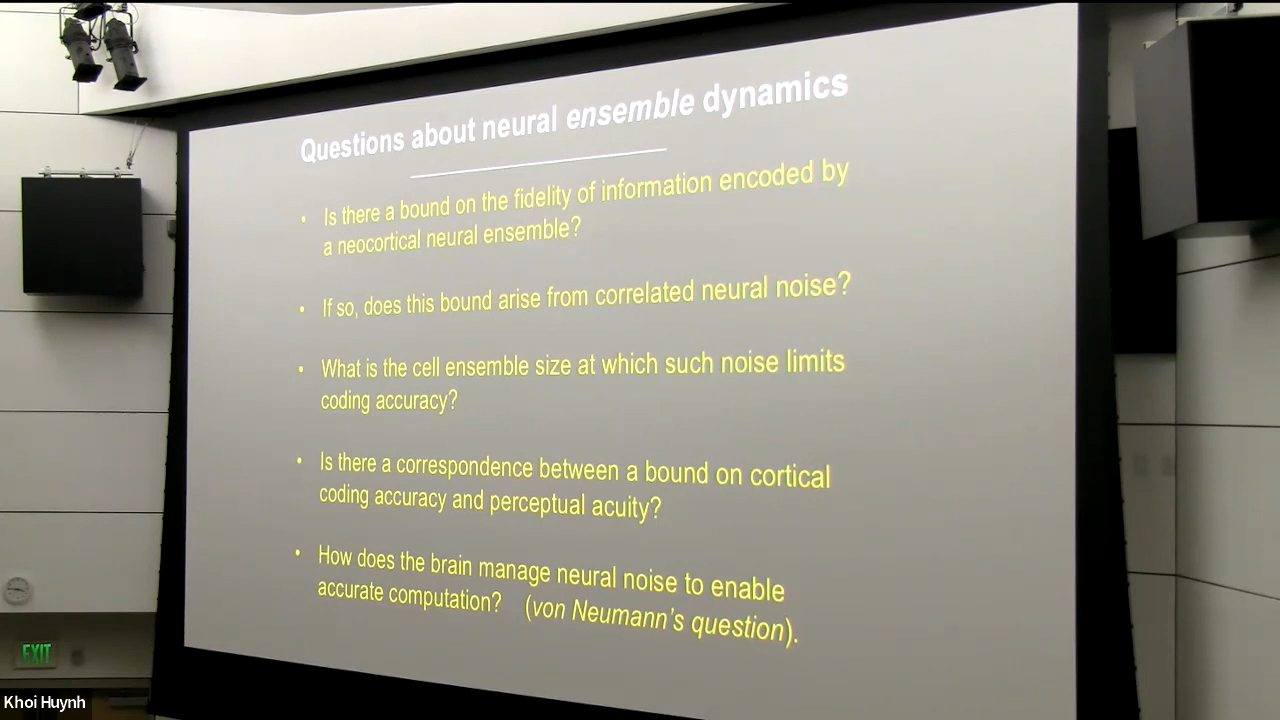 Questions about neural ensemble dynamics
• Is there a bound on the fidelity of information encoded by
a neocortical neural ensemble?
• If so, does this bound arise from correlated neural noise?
• What is the cell ensemble size at which such noise limits
coding accuracy?
• Is there a correspondence between a bound on cortical
coding accuracy and perceptual acuity?
• How does the brain manage neural noise to enable
accurate computation? (von Neumann's question).
EXIT
Khoi Huynh